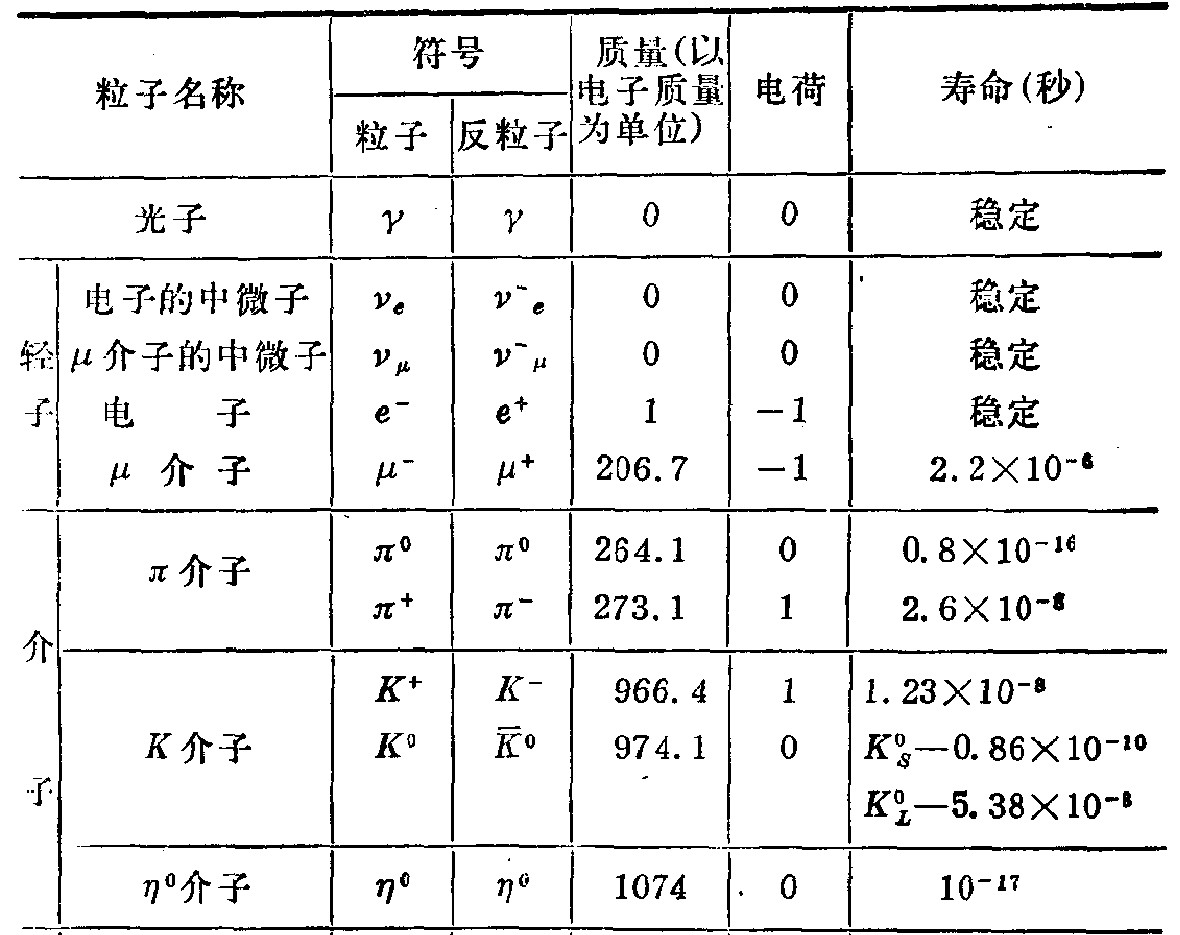 粒子名称 符号 质量(以电子质量为单位) 电荷 寿命(秒)
粒子 反粒子
光子 γ γ 0 0 稳定
轻子
电子的中微子 νe ν⁻e 0 0 稳定
μ介子的中微子 νμ ν⁻μ 0 0 稳定
电 子 e⁻ e⁺ 1 −1 稳定
μ 介 子 μ⁻ μ⁺ 206.7 −1 2.2×10⁻⁶
介子
π介子 π⁰ π⁰ 264.1 0 0.8×10⁻¹⁶
π⁺ π⁻ 273.1 1 2.6×10⁻⁸
K⁺ K⁻ 966.4 1 1.23×10⁻⁸
K介子 K⁰ K̅⁰ 974.1 0 K⁰S—0.86×10⁻¹⁰
K⁰L—5.38×10⁻⁸
η⁰介子 η⁰ η⁰ 1074 0 10⁻¹⁷